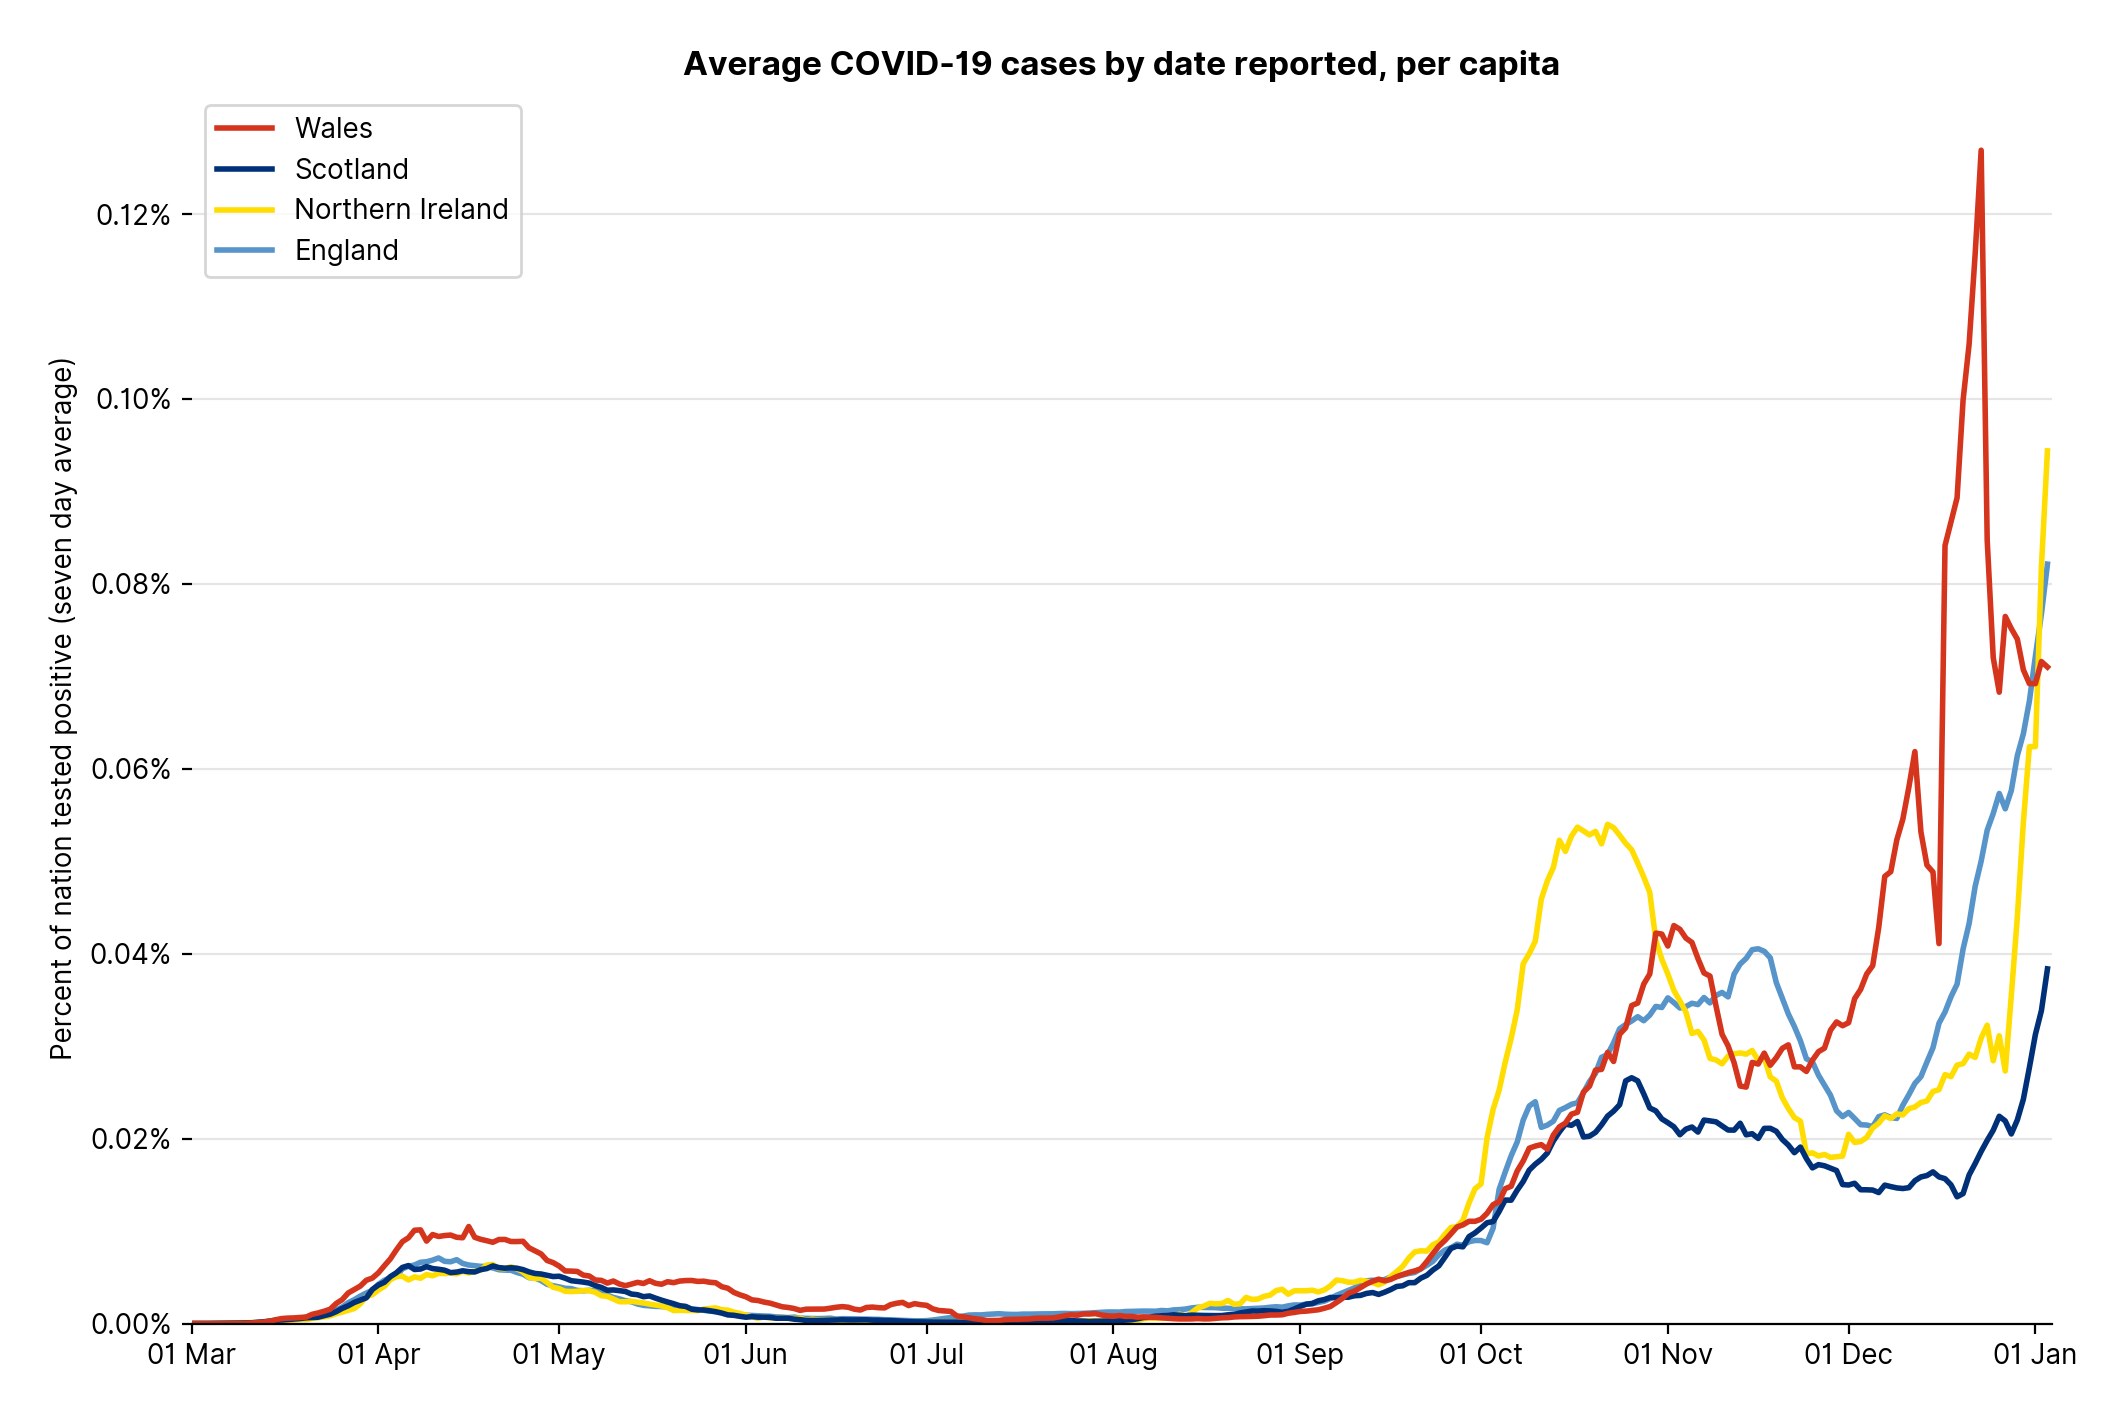 Average COVID-19 cases by date reported, per capita
Wales
Scotland
Northern Ireland
England
Percent of nation tested positive (seven day average)
0.12%
0.10%
0.08%
0.06%
0.04%
0.02%
0.00%
01 Mar 01 Apr 01 May 01 Jun 01 Jul 01 Aug 01 Sep 01 Oct 01 Nov 01 Dec 01 Jan